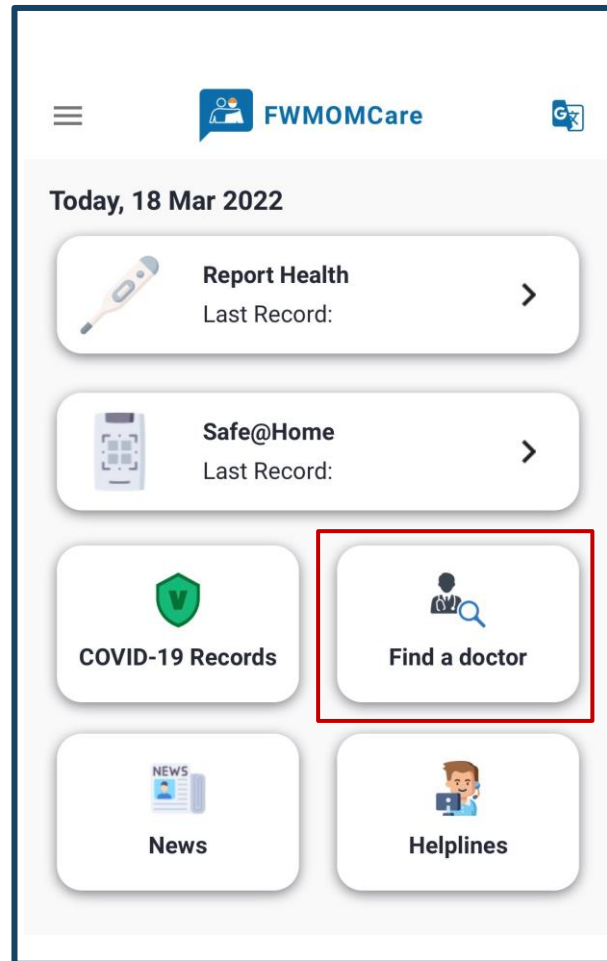 FWMOMCare
Today, 18 Mar 2022
Report Health
Last Record:
Safe@Home
Last Record:
V
COVID-19 Records
Find a doctor
NEWS
News
Helplines